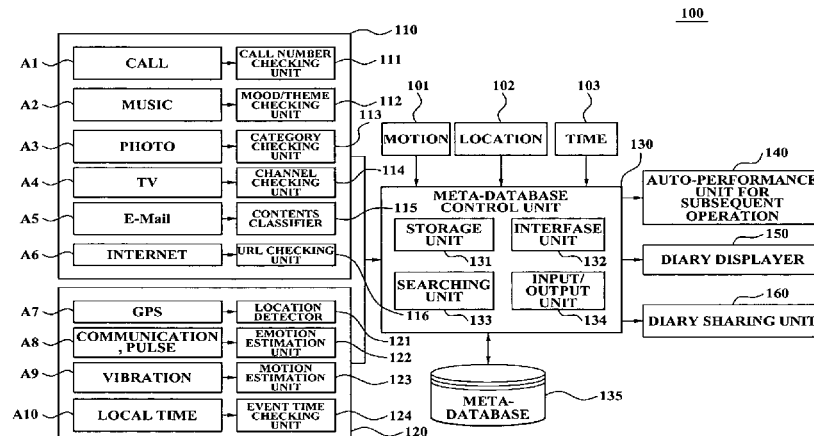 100
110
A1 CALL CALL NUMBER CHECKING UNIT 111
A2 MUSIC MOOD/THEME CHECKING UNIT 112
A3 PHOTO CATEGORY CHECKING UNIT 113
A4 TV CHANNEL CHECKING UNIT 114
A5 E-Mail CONTENTS CLASSIFIER 115
A6 INTERNET URL CHECKING UNIT 116
A7 GPS LOCATION DETECTOR 121
A8 COMMUNICATION, PULSE EMOTION ESTIMATION UNIT 122
A9 VIBRATION MOTION ESTIMATION UNIT 123
A10 LOCAL TIME EVENT TIME CHECKING UNIT 124
120
101 102 103
MOTION LOCATION TIME
130
META-DATABASE
CONTROL UNIT
STORAGE UNIT 131
INTERFASE UNIT 132
SEARCHING UNIT 133
INPUT/OUTPUT UNIT 134
META-DATABASE 135
140
AUTO-PERFORMANCE
UNIT FOR
SUBSEQUENT
OPERATION
150
DIARY DISPLAYER
160
DIARY SHARING UNIT